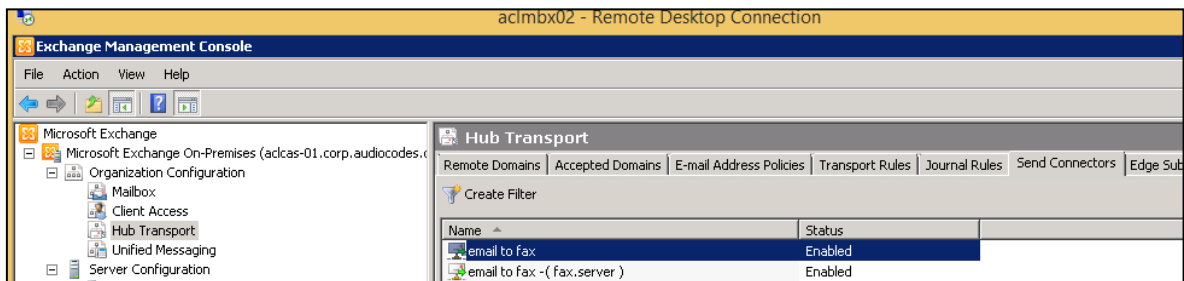 aclmbx02 - Remote Desktop Connection
Exchange Management Console
File Action View Help
Microsoft Exchange
Microsoft Exchange On-Premises (aclcas-01.corp.audiocodes.
Organization Configuration
Mailbox
Client Access
Hub Transport
Unified Messaging
Server Configuration
Hub Transport
Remote Domains Accepted Domains E-mail Address Policies Transport Rules Journal Rules Send Connectors Edge Sub
Create Filter
Name Status
email to fax Enabled
email to fax -( fax.server ) Enabled